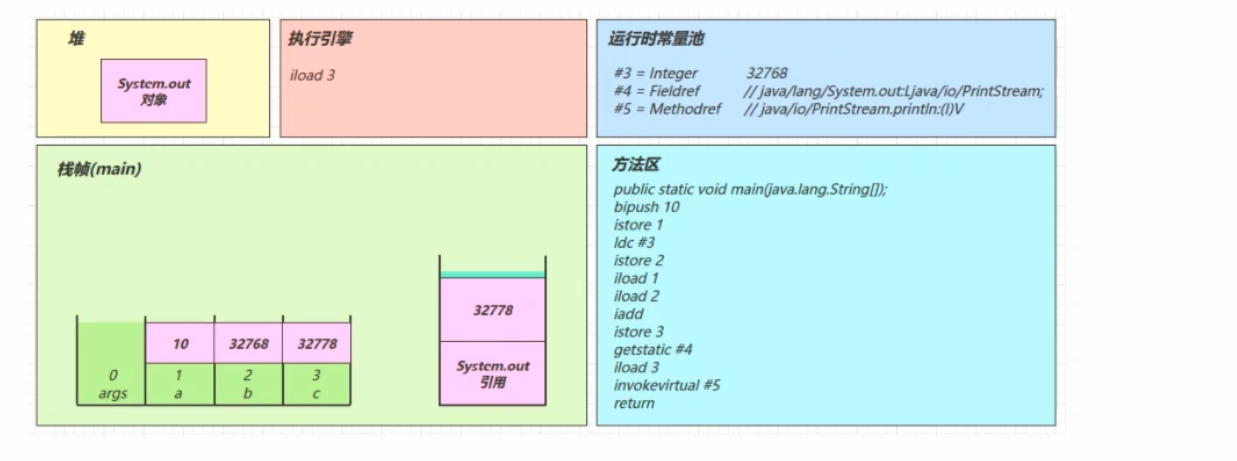 堆
System.out
对象
执行引擎
iload 3
运行时常量池
#3 = Integer 32768
#4 = Fieldref // java/lang/System.out:Ljava/io/PrintStream;
#5 = Methodref // java/io/PrintStream.println:(I)V
栈帧(main)
10 32768 32778
0 1 2 3
args a b c
32778
System.out
引用
方法区
public static void main(java.lang.String[]);
bipush 10
istore 1
ldc #3
istore 2
iload 1
iload 2
iadd
istore 3
getstatic #4
iload 3
invokevirtual #5
return